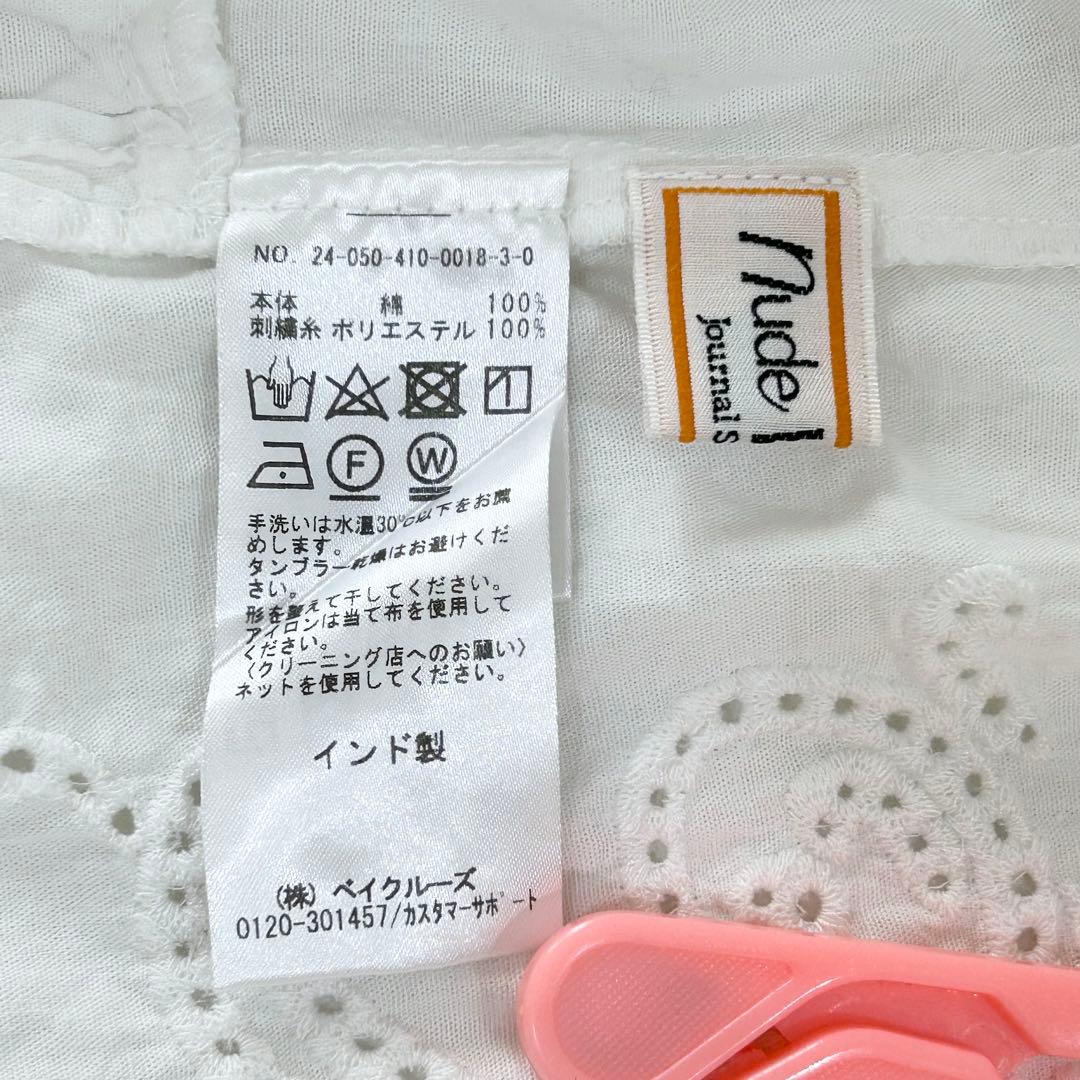 NO. 24-050-410-0018-3-0
本体 綿 100%
刺繍糸 ポリエステル 100%
F
W
手洗いは水温30℃以下をお薦
めします。
タンブラー乾燥はお避けくだ
さい。
形を整えて干してください。
アイロンは当て布を使用して
ください。
〈クリーニング店へのお願い〉
ネットを使用してください。
インド製
(株) ベイクルーズ
0120-301457/カスタマーサポート
nude
journal s